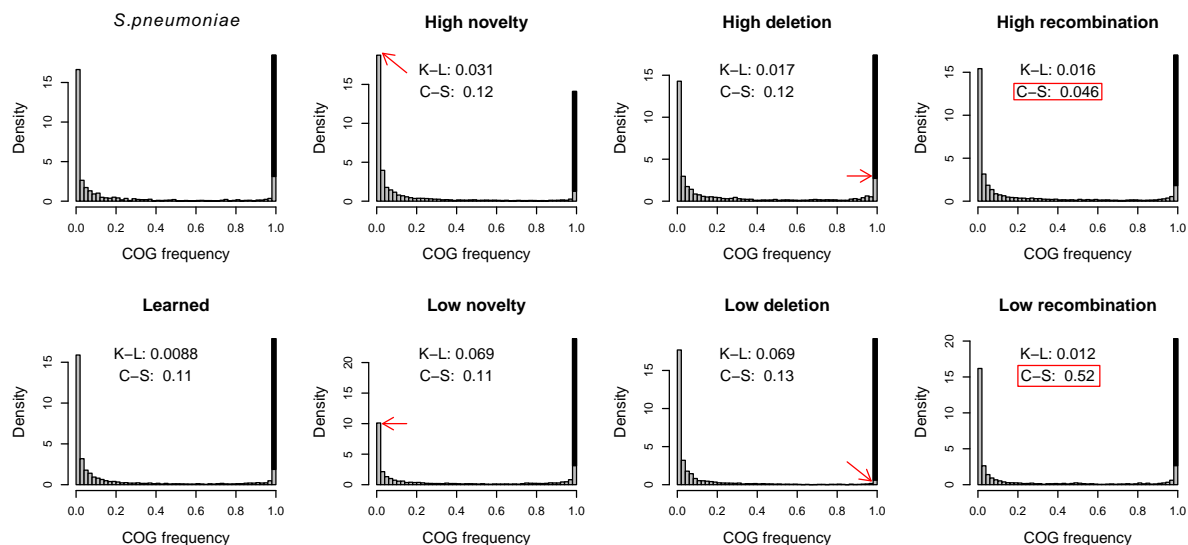 S.pneumoniae
Density
0
5
10
15
0.0 0.2 0.4 0.6 0.8 1.0
COG frequency
High novelty
K−L: 0.031
C−S: 0.12
Density
0
5
10
15
0.0 0.2 0.4 0.6 0.8 1.0
COG frequency
High deletion
K−L: 0.017
C−S: 0.12
Density
0
5
10
15
0.0 0.2 0.4 0.6 0.8 1.0
COG frequency
High recombination
K−L: 0.016
C−S: 0.046
Density
0
5
10
15
0.0 0.2 0.4 0.6 0.8 1.0
COG frequency
Learned
K−L: 0.0088
C−S: 0.11
Density
0
5
10
15
0.0 0.2 0.4 0.6 0.8 1.0
COG frequency
Low novelty
K−L: 0.069
C−S: 0.11
Density
0
5
10
15
20
0.0 0.2 0.4 0.6 0.8 1.0
COG frequency
Low deletion
K−L: 0.069
C−S: 0.13
Density
0
5
10
15
0.0 0.2 0.4 0.6 0.8 1.0
COG frequency
Low recombination
K−L: 0.012
C−S: 0.52
Density
0
5
10
15
20
0.0 0.2 0.4 0.6 0.8 1.0
COG frequency